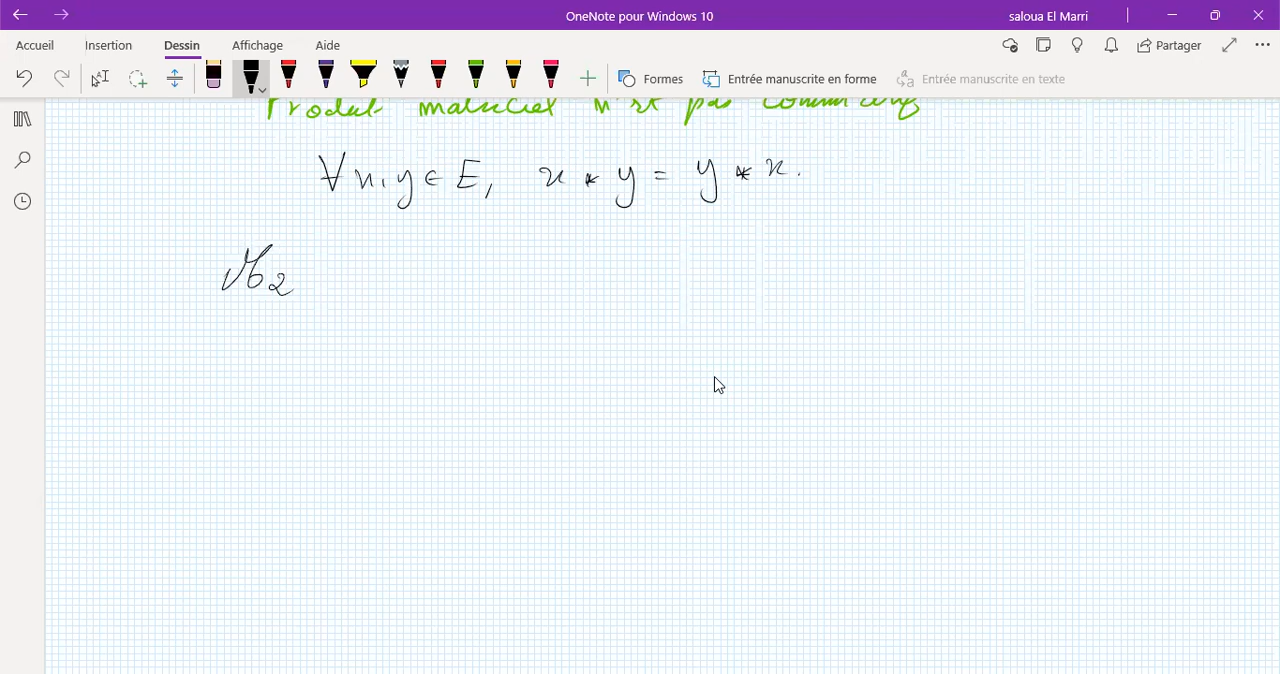 OneNote pour Windows 10
saloua El Marri
Accueil Insertion Dessin Affichage Aide
Partager
Formes Entrée manuscrite en forme Entrée manuscrite en texte
Produit matriciel n'est pas commutatif
∀ x, y ∈ E, x * y = y * x.
ℳ₂